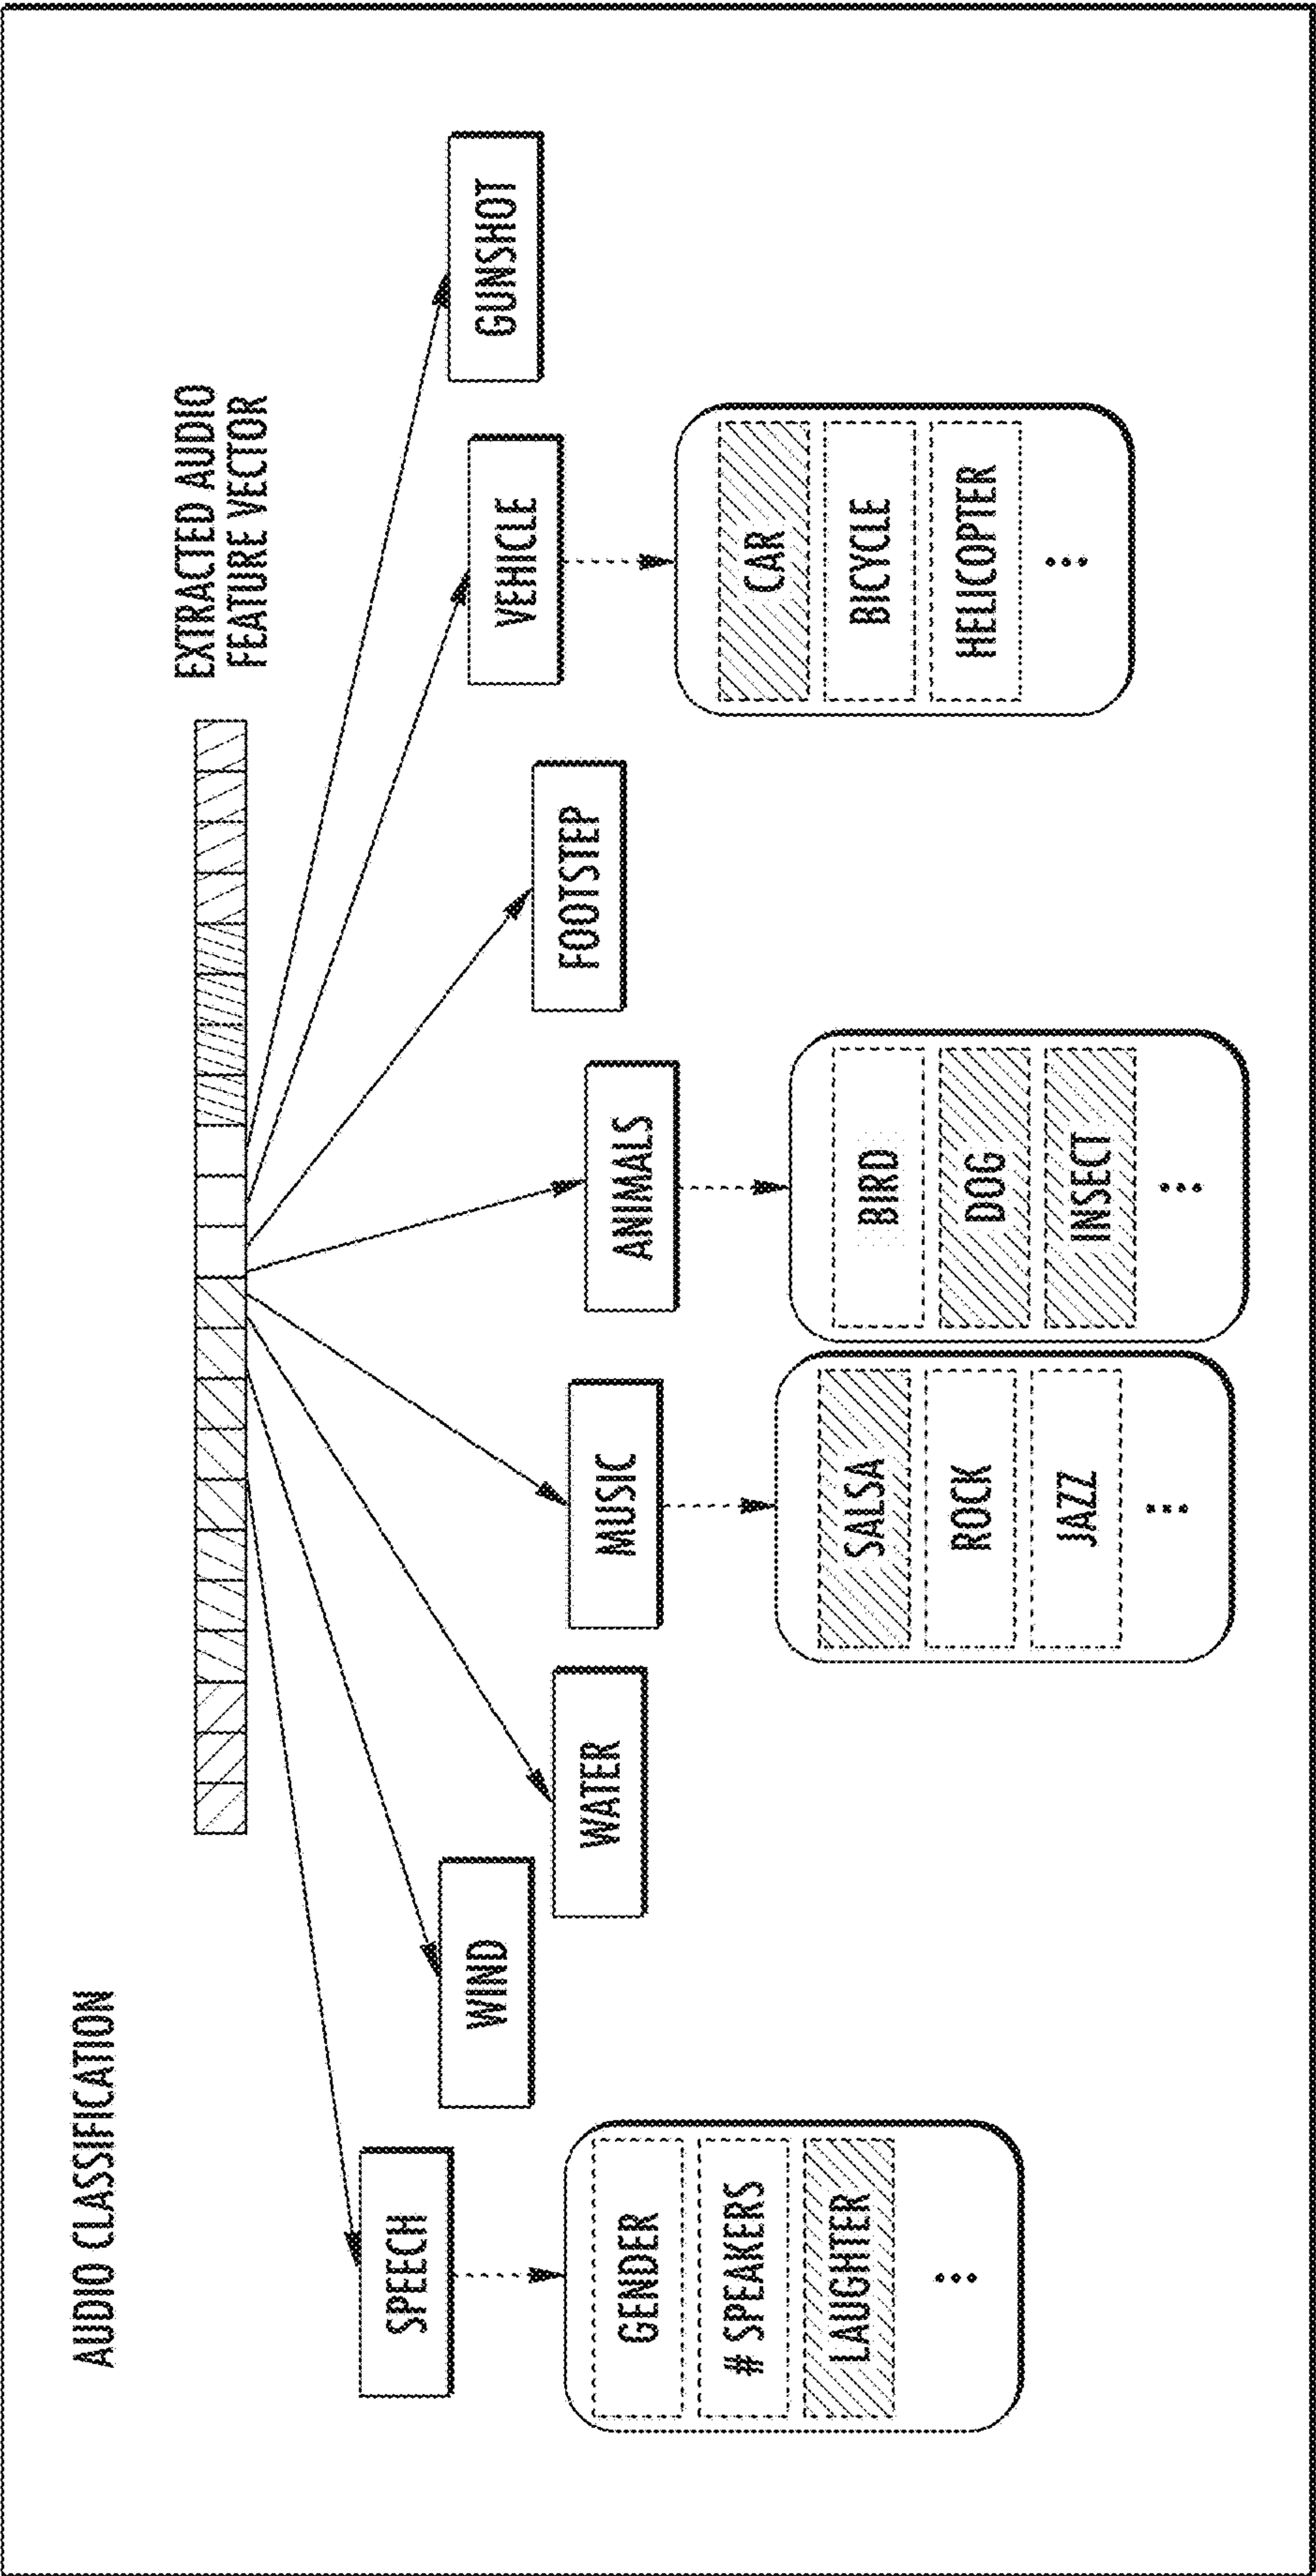 AUDIO CLASSIFICATION
EXTRACTED AUDIO
FEATURE VECTOR
SPEECH
WIND
WATER
MUSIC
ANIMALS
FOOTSTEP
VEHICLE
GUNSHOT
GENDER
# SPEAKERS
LAUGHTER
...
SALSA
ROCK
JAZZ
...
BIRD
DOG
INSECT
...
CAR
BICYCLE
HELICOPTER
...